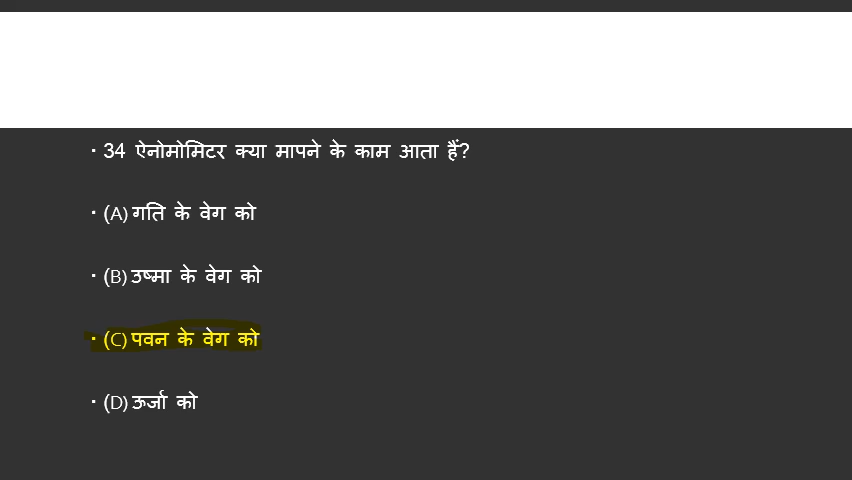 · 34 ऐनोमोमिटर क्या मापने के काम आता हैं?
· (A) गति के वेग को
· (B) उष्मा के वेग को
· (C) पवन के वेग को
· (D) ऊर्जा को